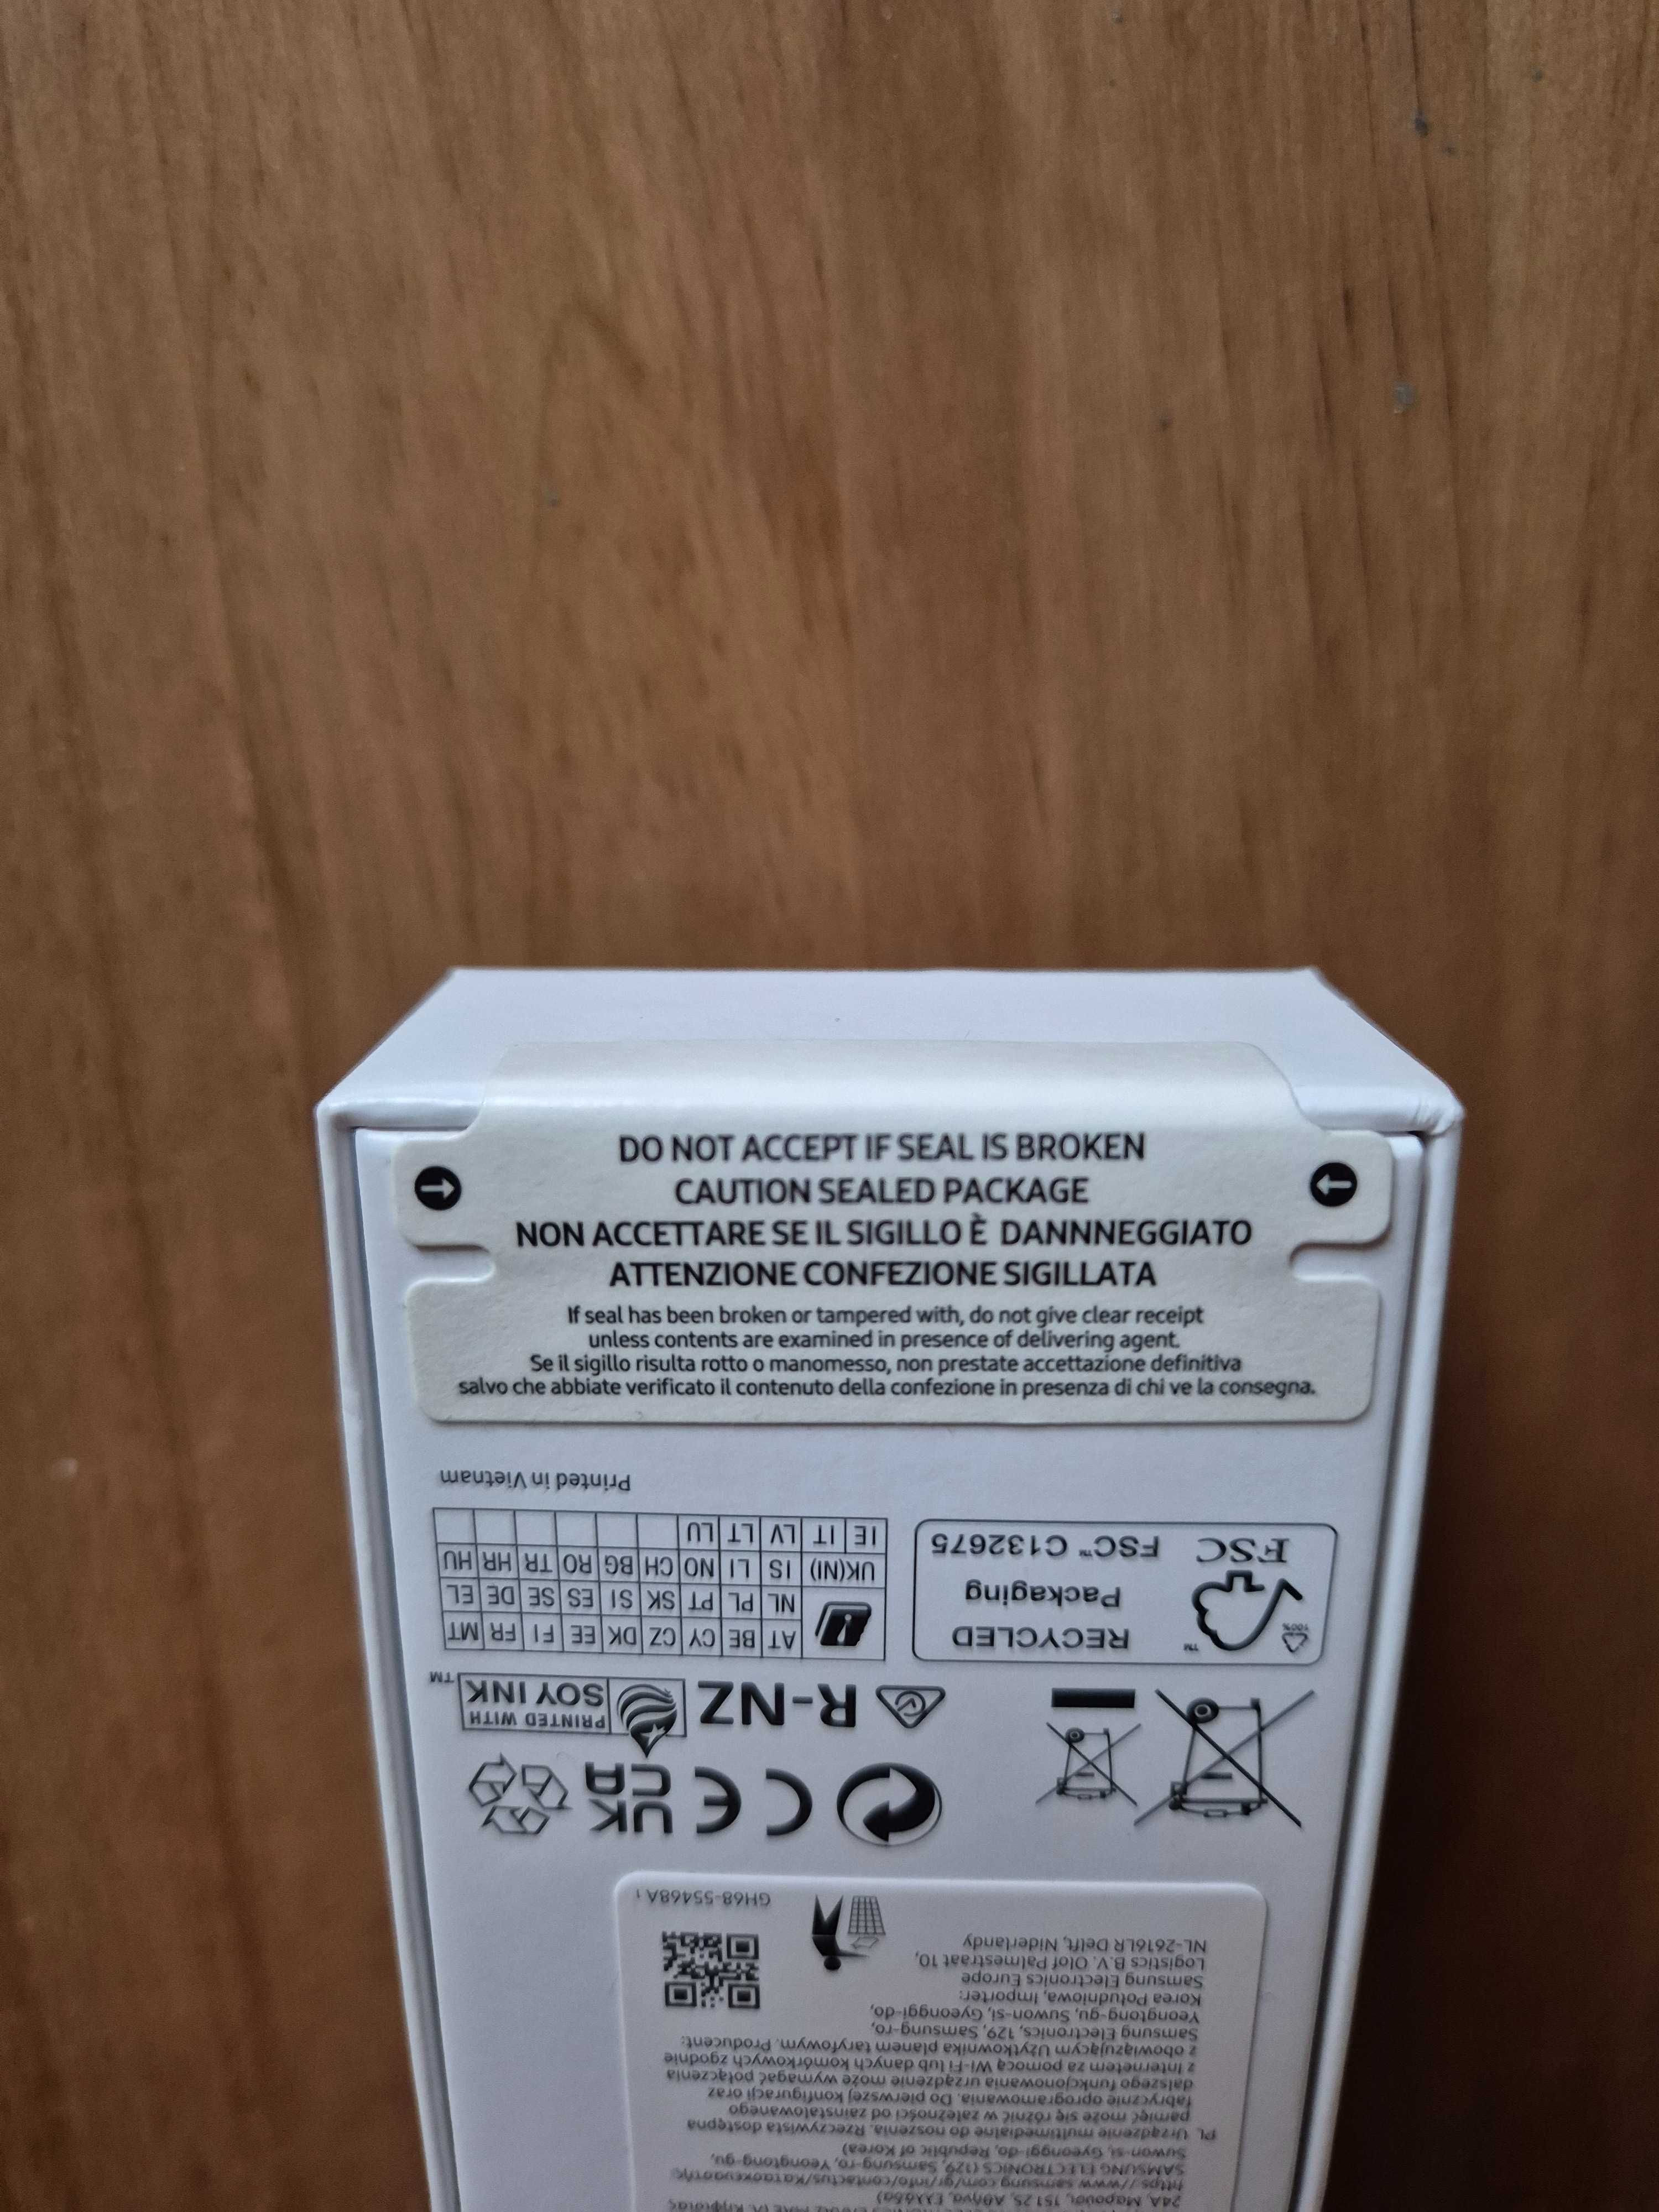 DO NOT ACCEPT IF SEAL IS BROKEN
CAUTION SEALED PACKAGE
NON ACCETTARE SE IL SIGILLO È DANNNEGGIATO
ATTENZIONE CONFEZIONE SIGILLATA
If seal has been broken or tampered with, do not give clear receipt
unless contents are examined in presence of delivering agent.
Se il sigillo risulta rotto o manomesso, non prestate accettazione definitiva
salvo che abbiate verificato il contenuto della confezione in presenza di chi ve la consegna.
Printed in Vietnam
IE IT LV LT LU
UK(NI) IS LI NO CH BG RO TR HR HU
NL PL PT SK SI ES SE DE EL
AT BE CY CZ DK EE FI FR MT
100%
RECYCLED
Packaging
FSC™ C132675
FSC
™
R-NZ
PRINTED WITH
SOY INK
™
CE
UK
CA
GH68-55468A
24A, Μαρούσι, 151 25, Αθήνα, Ελλάδα)
SAMSUNG ELECTRONICS (129, Samsung-ro, Yeongtong-gu,
Suwon-si, Gyeonggi-do, Republic of Korea)
PL Urządzenie multimedialne do noszenia. Rzeczywista dostępna
pamięć może się różnić w zależności od zainstalowanego
fabrycznie oprogramowania. Do pierwszej konfiguracji oraz
dalszego funkcjonowania urządzenie może wymagać połączenia
z Internetem za pomocą Wi-Fi lub danych komórkowych zgodnie
z obowiązującym Użytkownika planem taryfowym. Producent:
Samsung Electronics, 129, Samsung-ro,
Yeongtong-gu, Suwon-si, Gyeonggi-do,
Korea Południowa, Importer:
Samsung Electronics Europe
Logistics B.V. Olof Palmestraat 10,
NL-2616LR Delft, Niderlandy